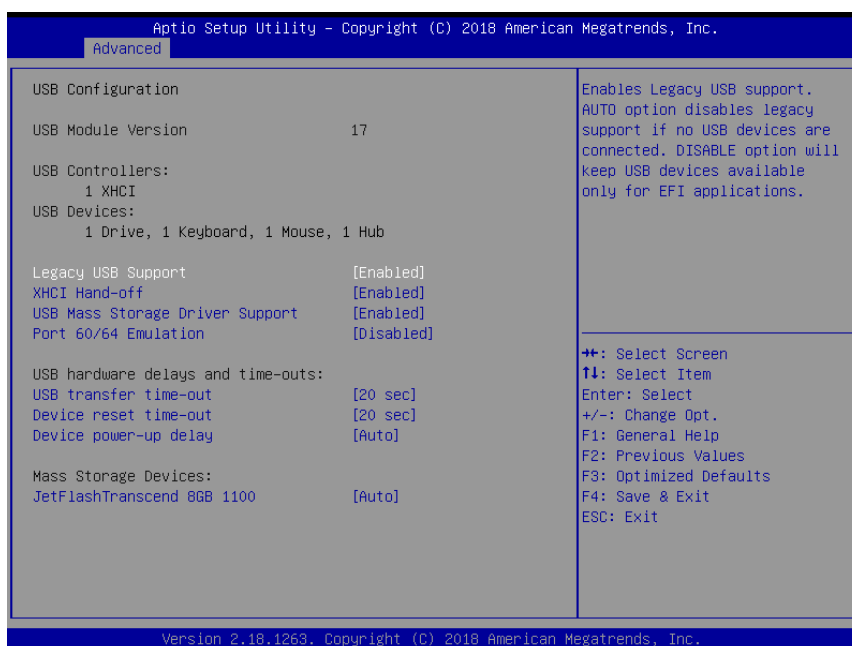 Aptio Setup Utility – Copyright (C) 2018 American Megatrends, Inc.
Advanced
USB Configuration
USB Module Version 17
USB Controllers:
1 XHCI
USB Devices:
1 Drive, 1 Keyboard, 1 Mouse, 1 Hub
Legacy USB Support [Enabled]
XHCI Hand-off [Enabled]
USB Mass Storage Driver Support [Enabled]
Port 60/64 Emulation [Disabled]
USB hardware delays and time-outs:
USB transfer time-out [20 sec]
Device reset time-out [20 sec]
Device power-up delay [Auto]
Mass Storage Devices:
JetFlashTranscend 8GB 1100 [Auto]
Enables Legacy USB support.
AUTO option disables legacy
support if no USB devices are
connected. DISABLE option will
keep USB devices available
only for EFI applications.
→←: Select Screen
↑↓: Select Item
Enter: Select
+/-: Change Opt.
F1: General Help
F2: Previous Values
F3: Optimized Defaults
F4: Save & Exit
ESC: Exit
Version 2.18.1263. Copyright (C) 2018 American Megatrends, Inc.